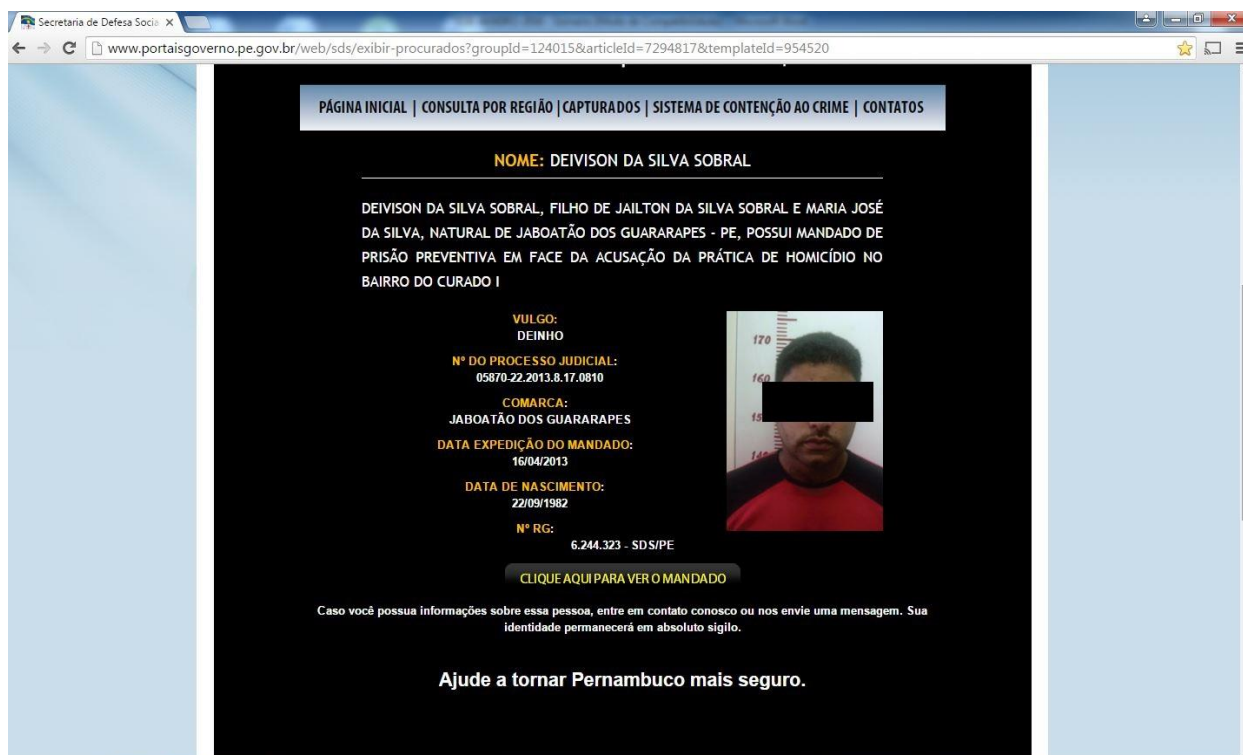 Secretaria de Defesa Socia
www.portaisgoverno.pe.gov.br/web/sds/exibir-procurados?groupId=124015&articleId=7294817&templateId=954520
PÁGINA INICIAL | CONSULTA POR REGIÃO | CAPTURADOS | SISTEMA DE CONTENÇÃO AO CRIME | CONTATOS
NOME: DEIVISON DA SILVA SOBRAL
DEIVISON DA SILVA SOBRAL, FILHO DE JAILTON DA SILVA SOBRAL E MARIA JOSÉ
DA SILVA, NATURAL DE JABOATÃO DOS GUARARAPES - PE, POSSUI MANDADO DE
PRISÃO PREVENTIVA EM FACE DA ACUSAÇÃO DA PRÁTICA DE HOMICÍDIO NO
BAIRRO DO CURADO I
VULGO:
DEINHO
Nº DO PROCESSO JUDICIAL:
05870-22.2013.8.17.0810
COMARCA:
JABOATÃO DOS GUARARAPES
DATA EXPEDIÇÃO DO MANDADO:
16/04/2013
DATA DE NASCIMENTO:
22/09/1982
Nº RG:
6.244.323 - SDS/PE
170
160
15
140
CLIQUE AQUI PARA VER O MANDADO
Caso você possua informações sobre essa pessoa, entre em contato conosco ou nos envie uma mensagem. Sua
identidade permanecerá em absoluto sigilo.
Ajude a tornar Pernambuco mais seguro.